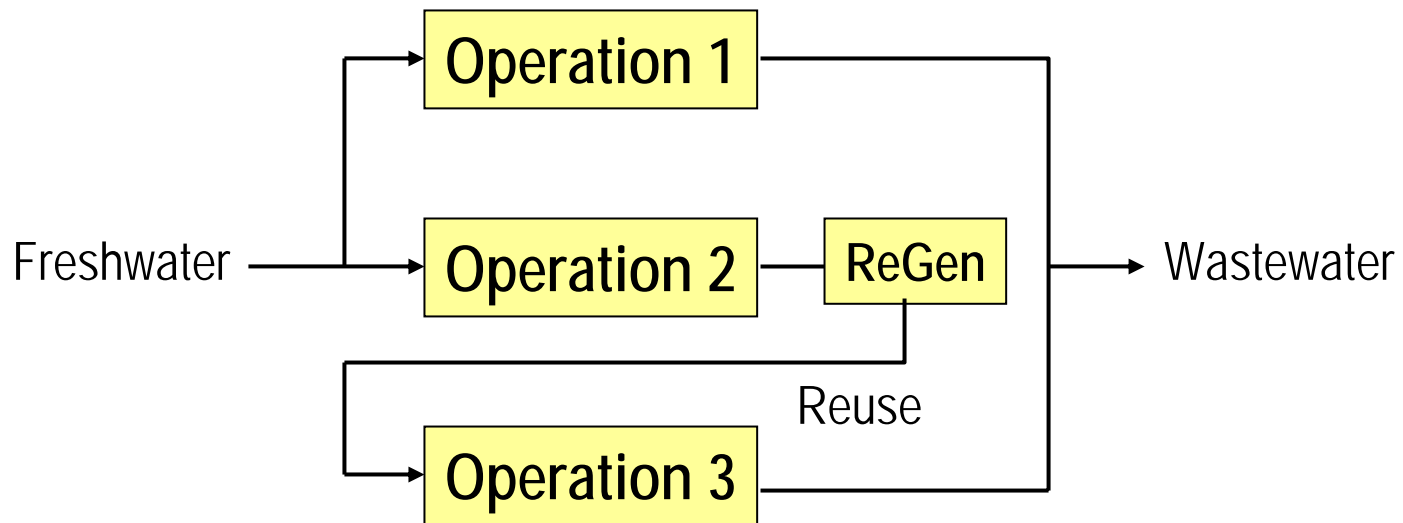 Operation 1
Freshwater
Operation 2
ReGen
Wastewater
Reuse
Operation 3